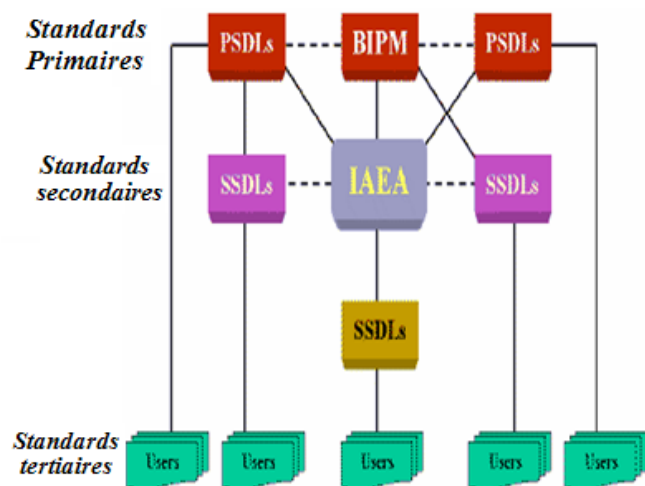 Standards
Primaires
PSDLs
BIPM
PSDLs
Standards
secondaires
SSDLs
IAEA
SSDLs
SSDLs
Standards
tertiaires
Users
Users
Users
Users
Users